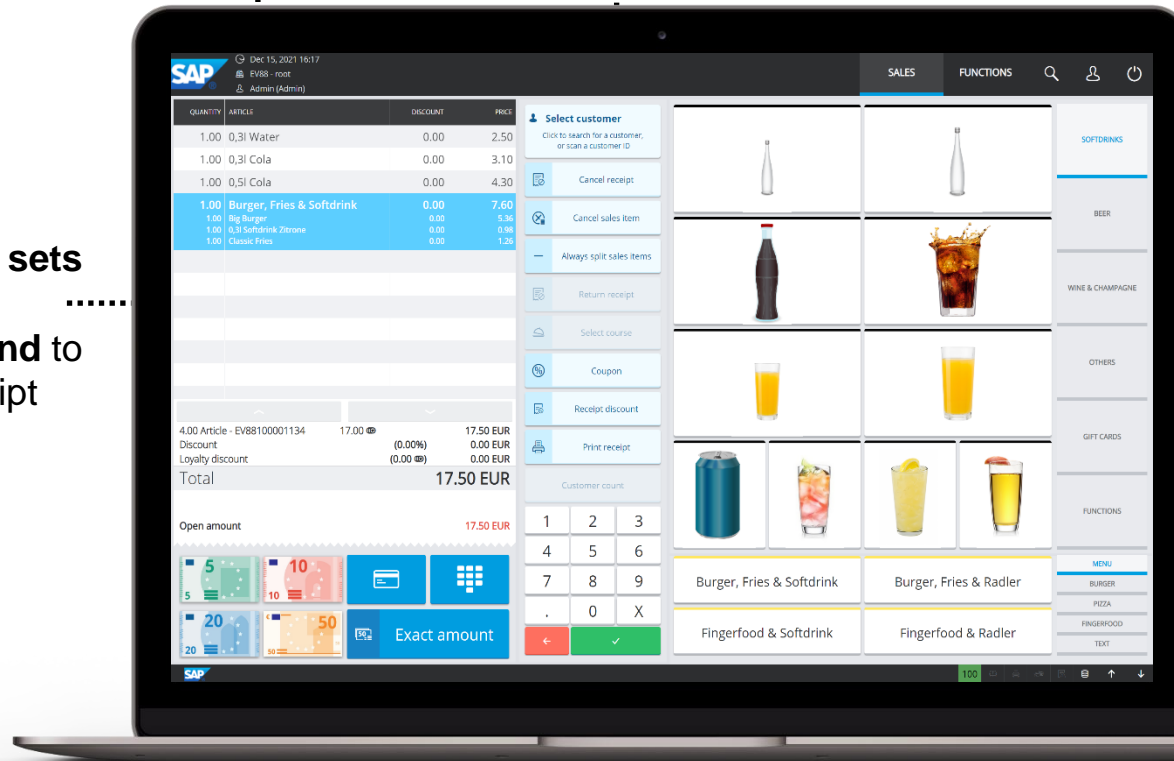 sets
nd to
ipt
SAP
Dec 15, 2021 16:17
EV88 - root
Admin (Admin)
SALES
FUNCTIONS
QUANTITY ARTICLE DISCOUNT PRICE
1.00 0,3l Water 0.00 2.50
1.00 0,3l Cola 0.00 3.10
1.00 0,5l Cola 0.00 4.30
1.00 Burger, Fries & Softdrink 0.00 7.60
1.00 Big Burger 0.00 5.36
1.00 0,3l Softdrink Zitrone 0.00 0.98
1.00 Classic Fries 0.00 1.26
4.00 Article - EV88100001134 17.00 17.50 EUR
Discount (0.00%) 0.00 EUR
Loyalty discount (0.00 ) 0.00 EUR
Total 17.50 EUR
Open amount 17.50 EUR
5 10
5 10
20 50
20 50
Exact amount
Select customer
Click to search for a customer,
or scan a customer ID
Cancel receipt
Cancel sales item
Always split sales items
Return receipt
Select course
Coupon
Receipt discount
Print receipt
Customer count
1 2 3
4 5 6
7 8 9
. 0 X
Burger, Fries & Softdrink
Burger, Fries & Radler
Fingerfood & Softdrink
Fingerfood & Radler
SOFTDRINKS
BEER
WINE & CHAMPAGNE
OTHERS
GIFT CARDS
FUNCTIONS
MENU
BURGER
PIZZA
FINGERFOOD
TEXT
SAP
100